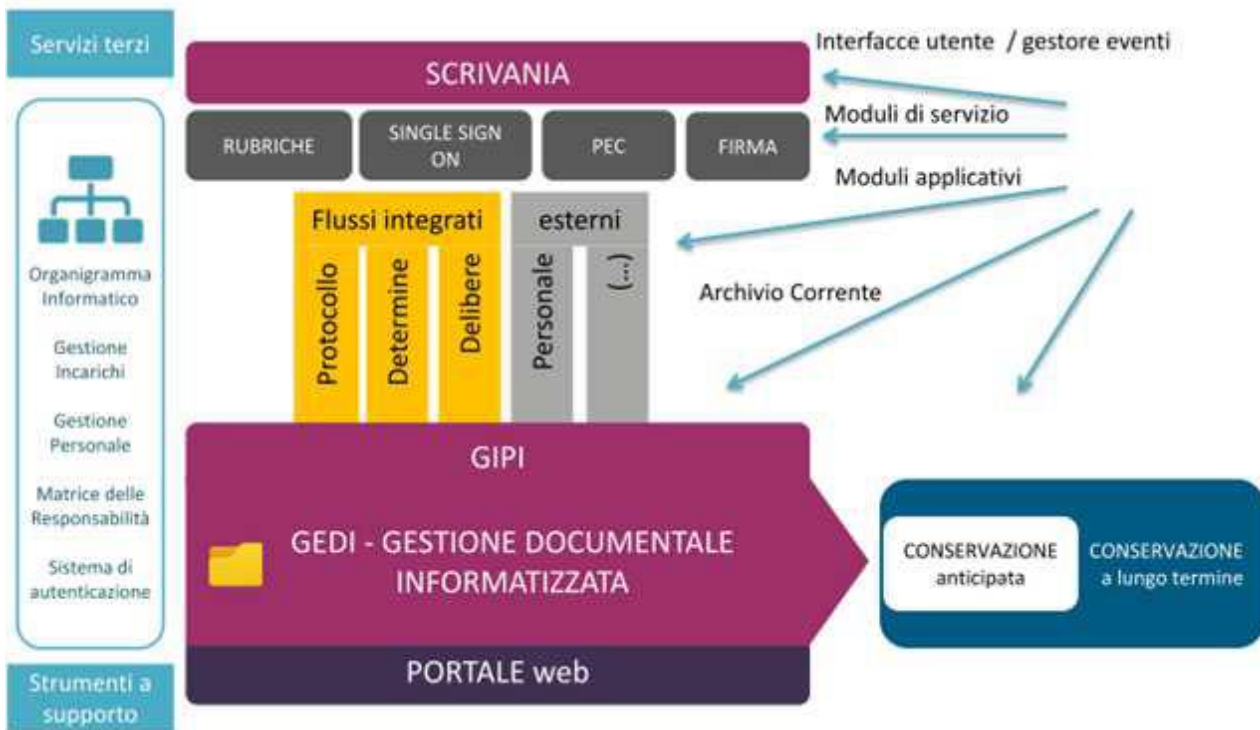 Servizi terzi
Organigramma
Informatico
Gestione
Incarichi
Gestione
Personale
Matrice delle
Responsabilità
Sistema di
autenticazione
Strumenti a
supporto
SCRIVANIA
RUBRICHE
SINGLE SIGN
ON
PEC
FIRMA
Flussi integrati
esterni
Protocollo
Determine
Delibere
Personale
(...)
GIPI
GEDI - GESTIONE DOCUMENTALE
INFORMATIZZATA
PORTALE web
Interfacce utente / gestore eventi
Moduli di servizio
Moduli applicativi
Archivio Corrente
CONSERVAZIONE
anticipata
CONSERVAZIONE
a lungo termine